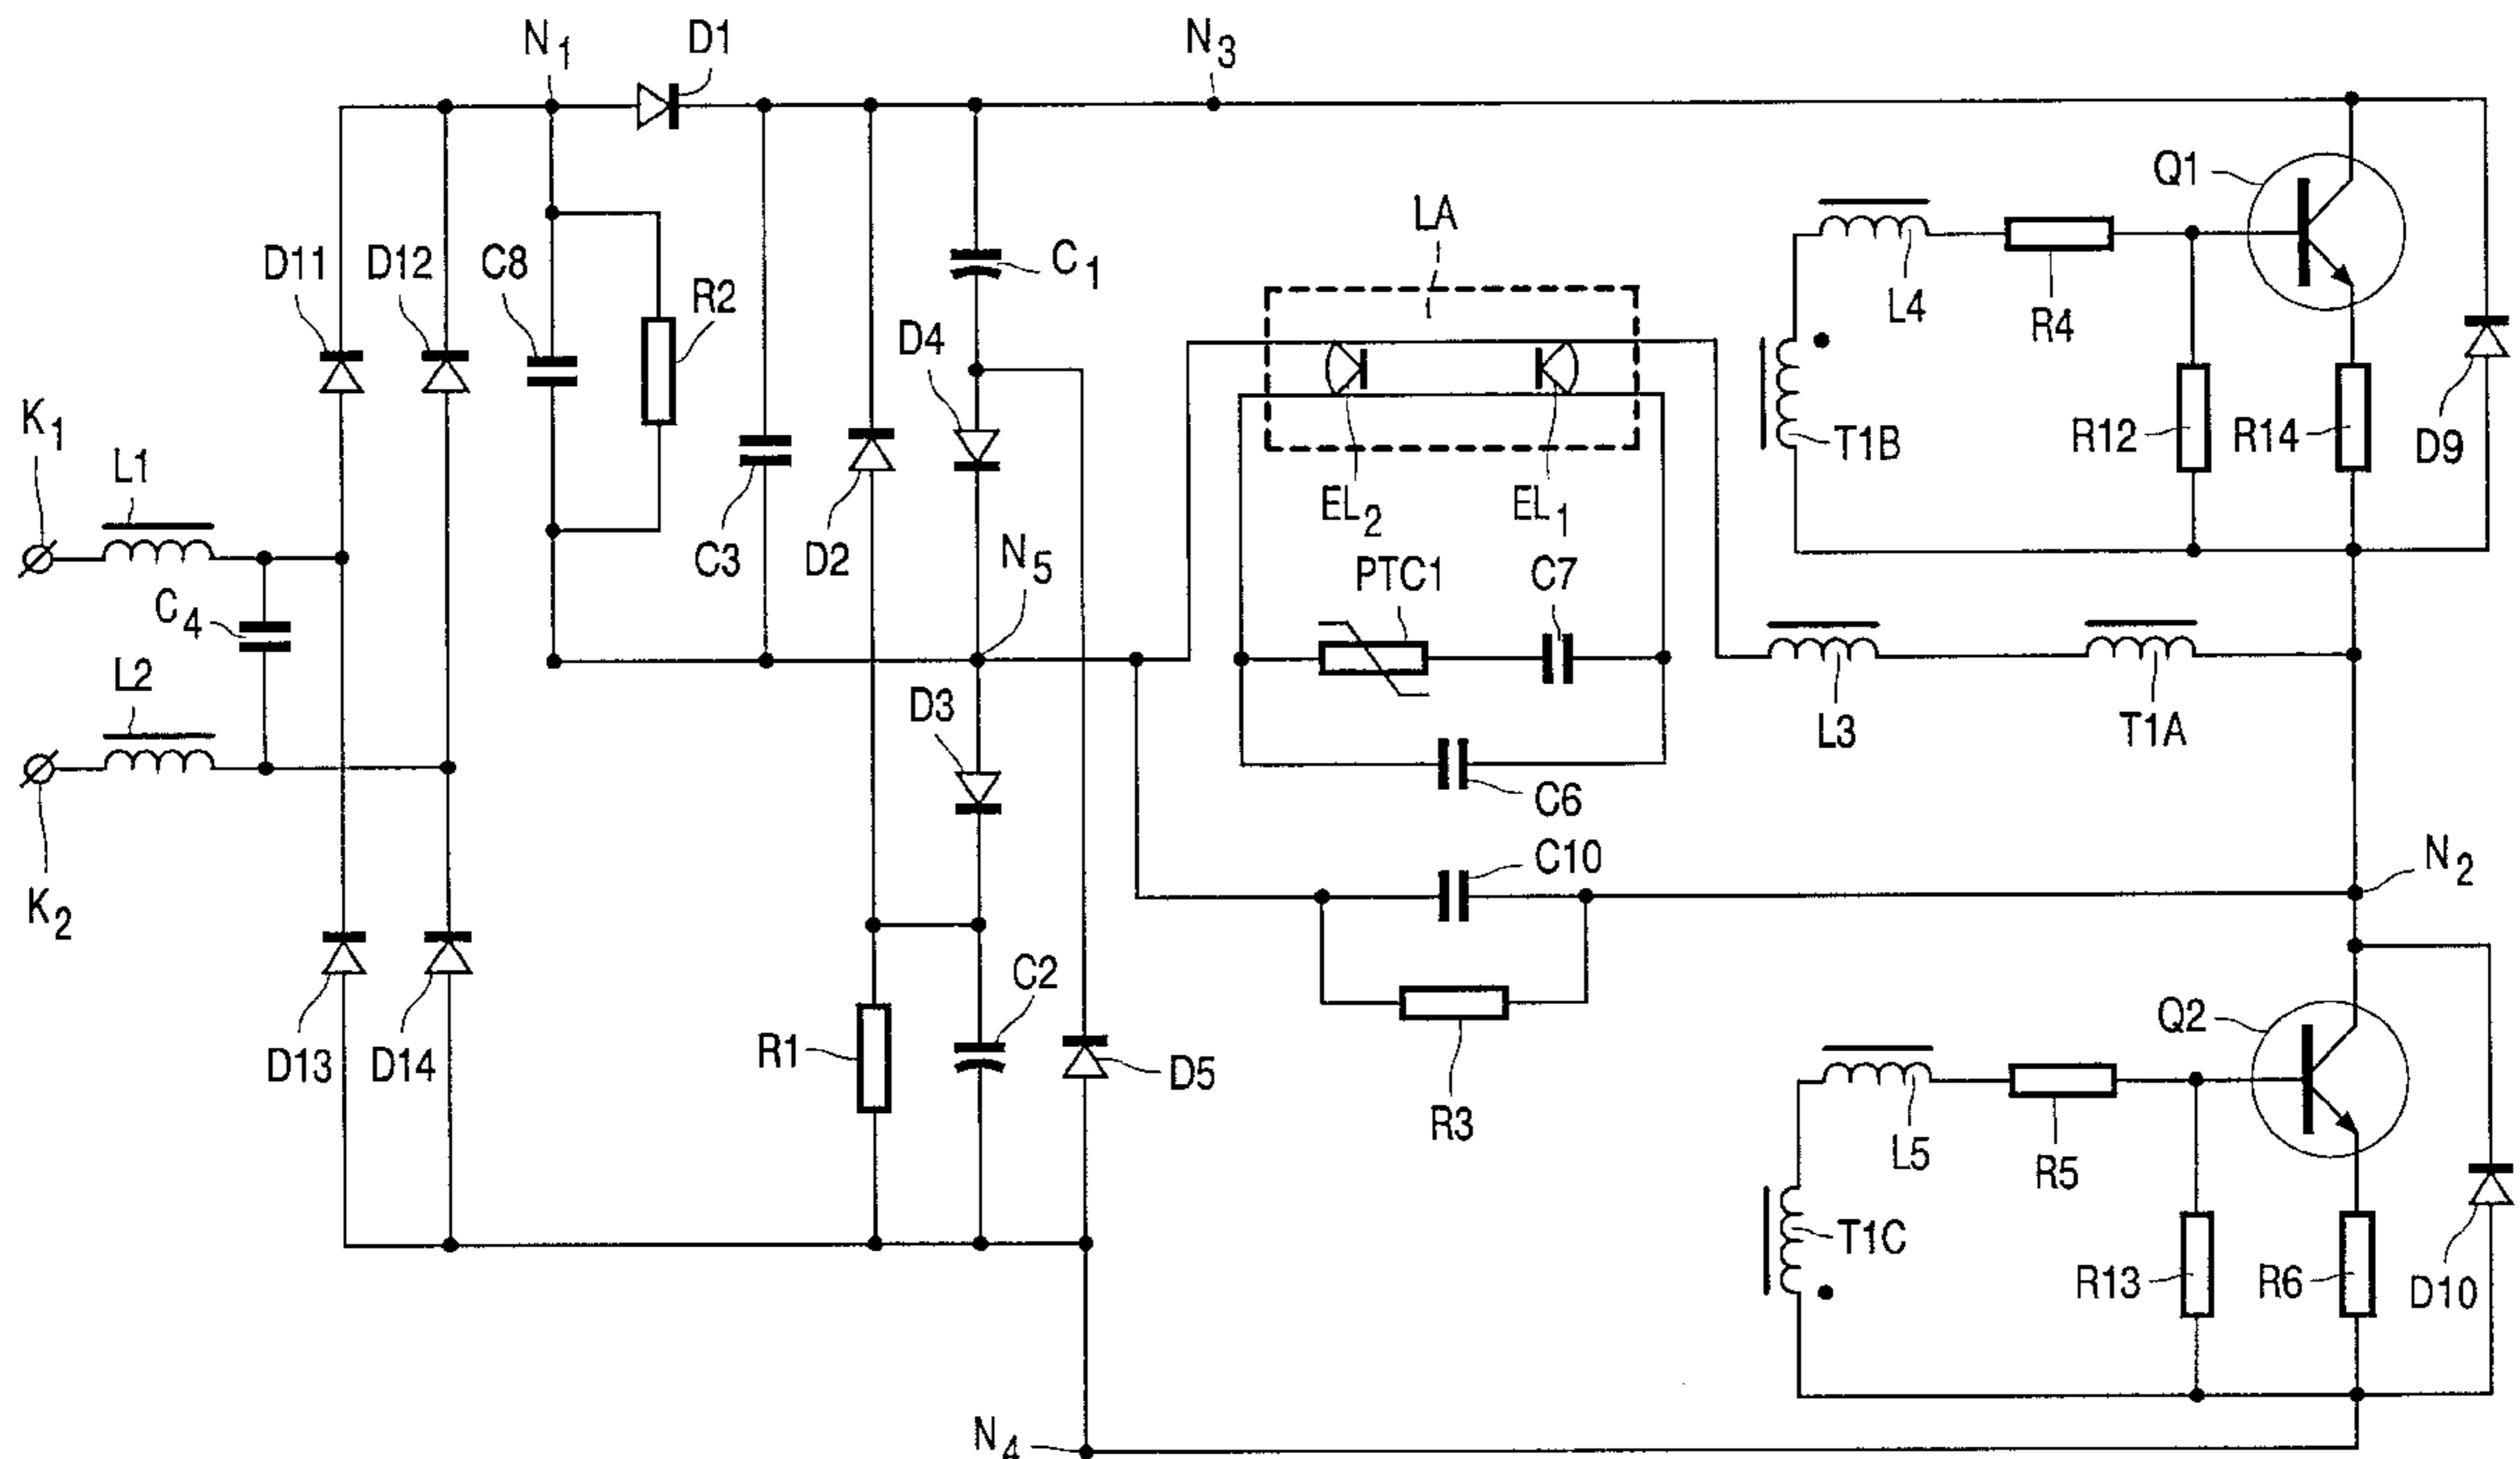 N1
D1
N3
Q1
LA
D11
D12
C8
C1
R2
L4
R4
D4
K1
T1B
R12
R14
D9
L1
EL2
EL1
C3
D2
N5
PTC1
C7
C4
L2
D3
L3
T1A
C6
C10
N2
K2
C2
Q2
R1
D5
D13
D14
R3
L5
R5
T1C
R13
R6
D10
N4